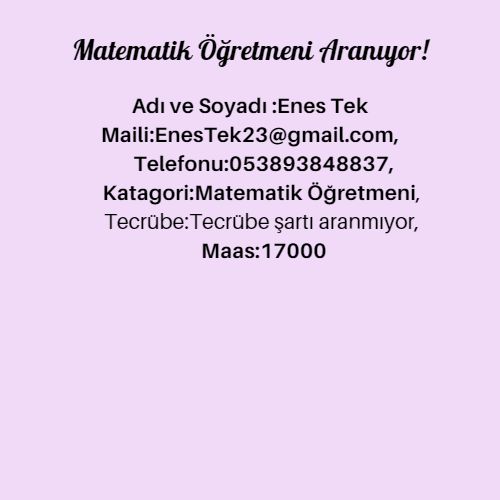 Matematik Öğretmeni Aranıyor!
Adı ve Soyadı :Enes Tek
Maili:EnesTek23@gmail.com,
Telefonu:053893848837,
Katagori:Matematik Öğretmeni,
Tecrübe:Tecrübe şartı aranmıyor,
Maas:17000